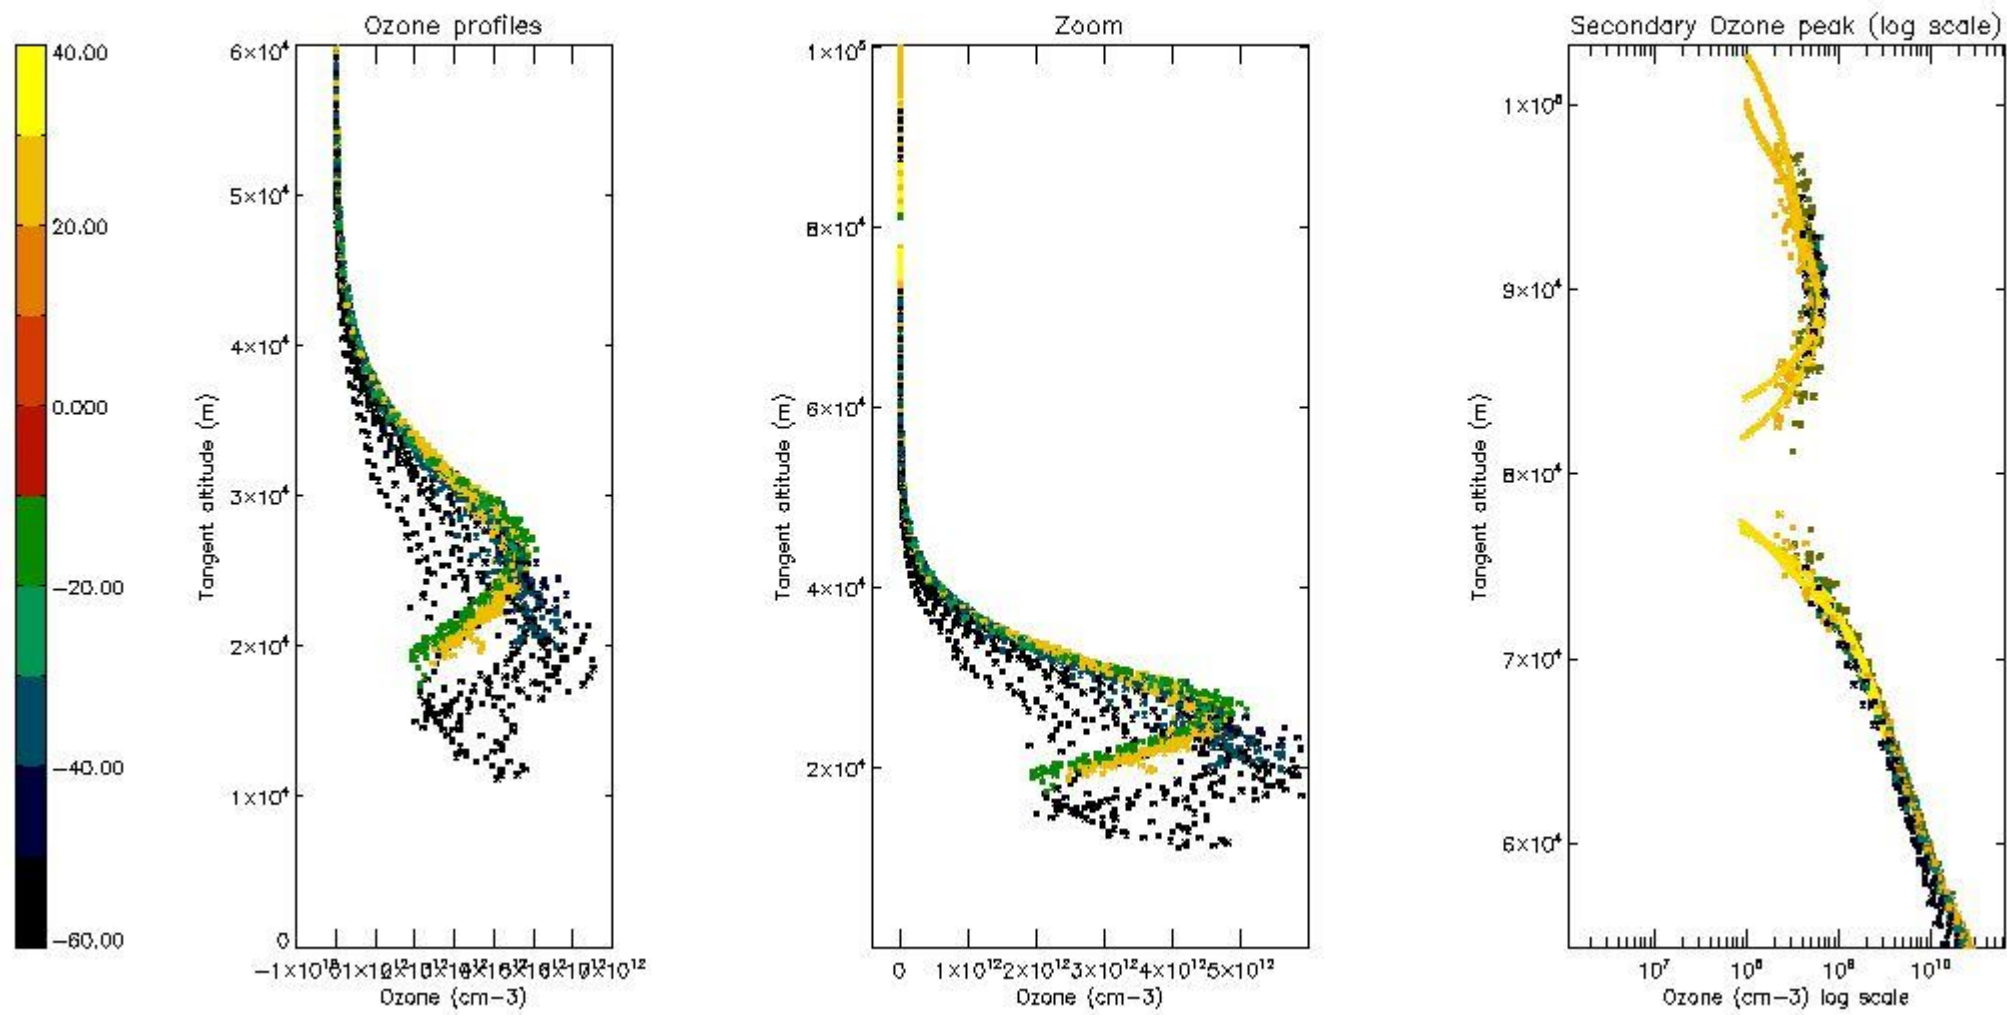 Ozone profiles
Zoom
Secondary Ozone peak (log scale)
40.00
20.00
0.000
−20.00
−40.00
−60.00
6×10⁴
5×10⁴
4×10⁴
3×10⁴
2×10⁴
1×10⁴
0
Tangent altitude (m)
Ozone (cm−3)
1×10⁵
8×10⁴
6×10⁴
4×10⁴
2×10⁴
Tangent altitude (m)
0 1×10¹² 2×10¹² 3×10¹² 4×10¹² 5×10¹²
Ozone (cm−3)
9×10⁴
8×10⁴
7×10⁴
6×10⁴
Tangent altitude (m)
10⁷ 10⁸ 10⁹ 10¹⁰
Ozone (cm−3) log scale